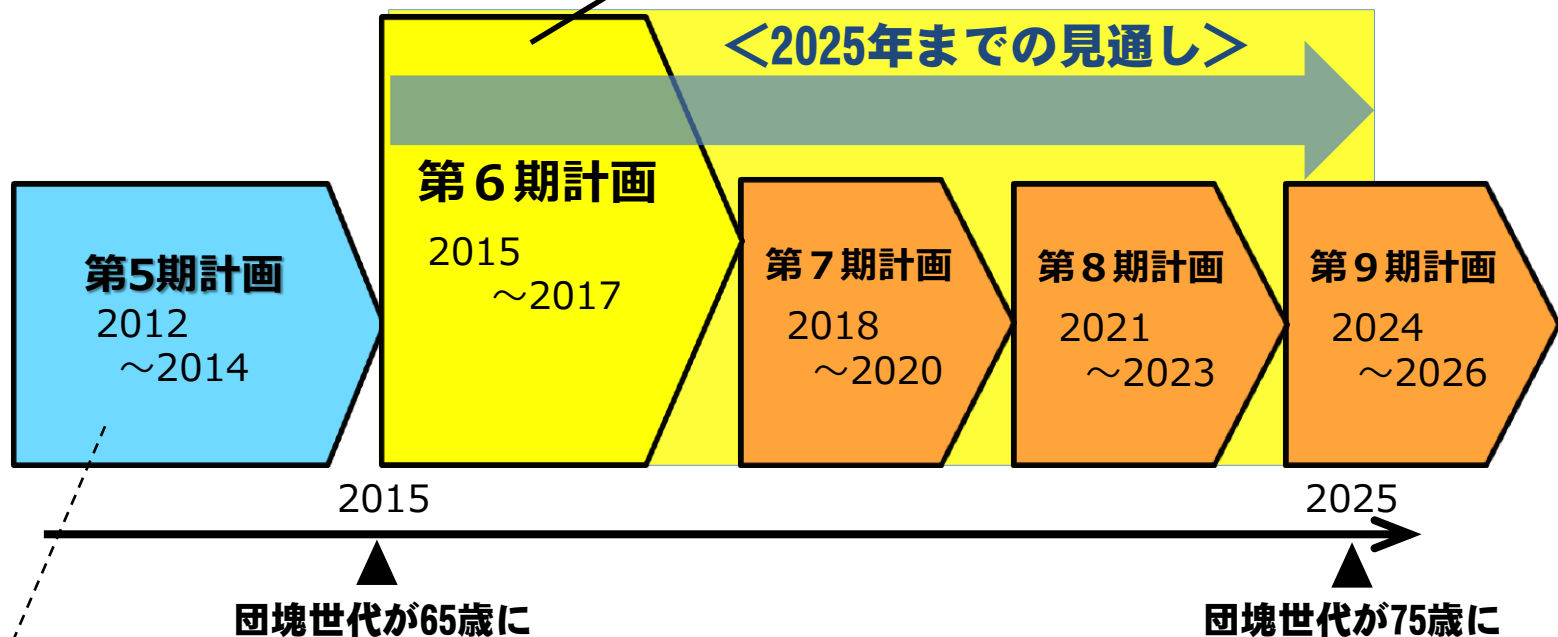 ＜2025年までの見通し＞
第5期計画
2012
～2014
第６期計画
2015
～2017
第７期計画
2018
～2020
第８期計画
2021
～2023
第９期計画
2024
～2026
2015
2025
団塊世代が65歳に
団塊世代が75歳に